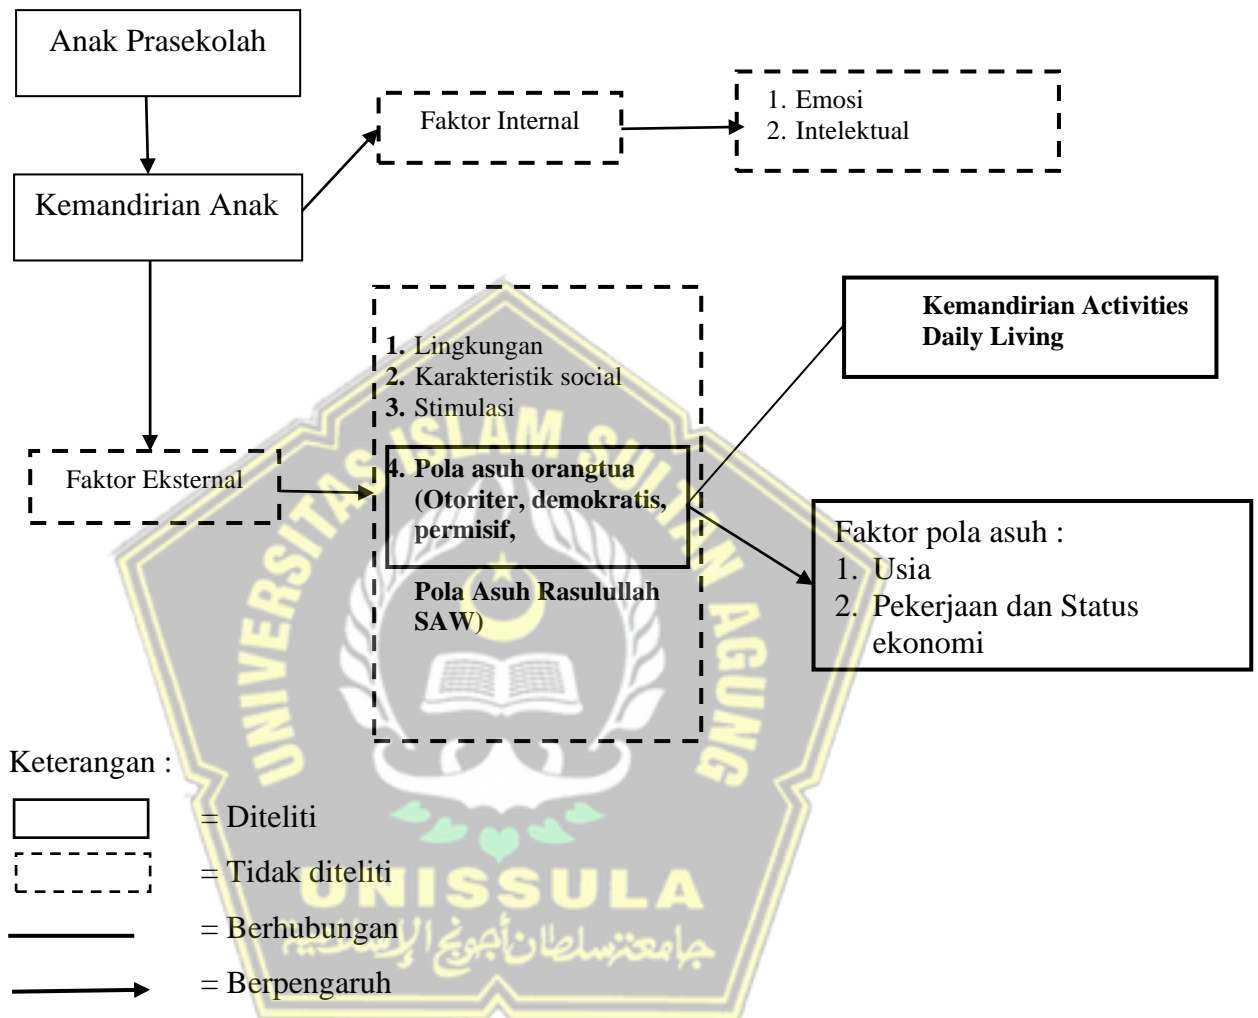 Anak Prasekolah
Faktor Internal
1. Emosi
2. Intelektual
Kemandirian Anak
Kemandirian Activities
Daily Living
1. Lingkungan
2. Karakteristik social
3. Stimulasi
Faktor Eksternal
4. Pola asuh orangtua
(Otoriter, demokratis,
permisif,
Pola Asuh Rasulullah
SAW)
Faktor pola asuh :
1. Usia
2. Pekerjaan dan Status
ekonomi
Keterangan :
= Diteliti
= Tidak diteliti
= Berhubungan
= Berpengaruh
UNIVERSITAS ISLAM SULTAN AGUNG
UNISSULA
جامعة سلطان أجونج الإسلامية